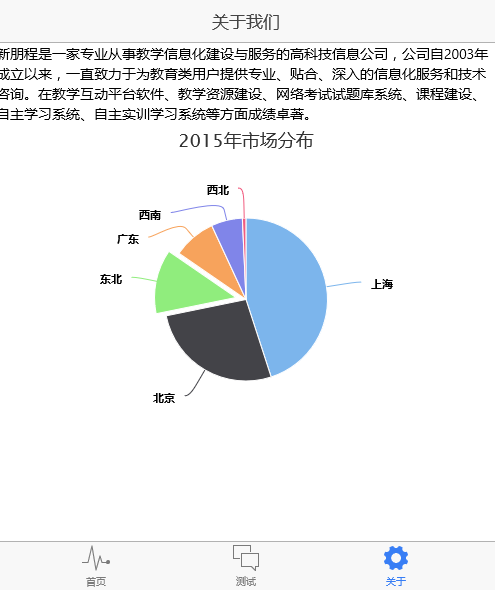 关于我们
新朋程是一家专业从事教学信息化建设与服务的高科技信息公司，公司自2003年
成立以来，一直致力于为教育类用户提供专业、贴合、深入的信息化服务和技术
咨询。在教学互动平台软件、教学资源建设、网络考试试题库系统、课程建设、
自主学习系统、自主实训学习系统等方面成绩卓著。
2015年市场分布
西北
西南
广东
东北
上海
北京
首页
测试
关于